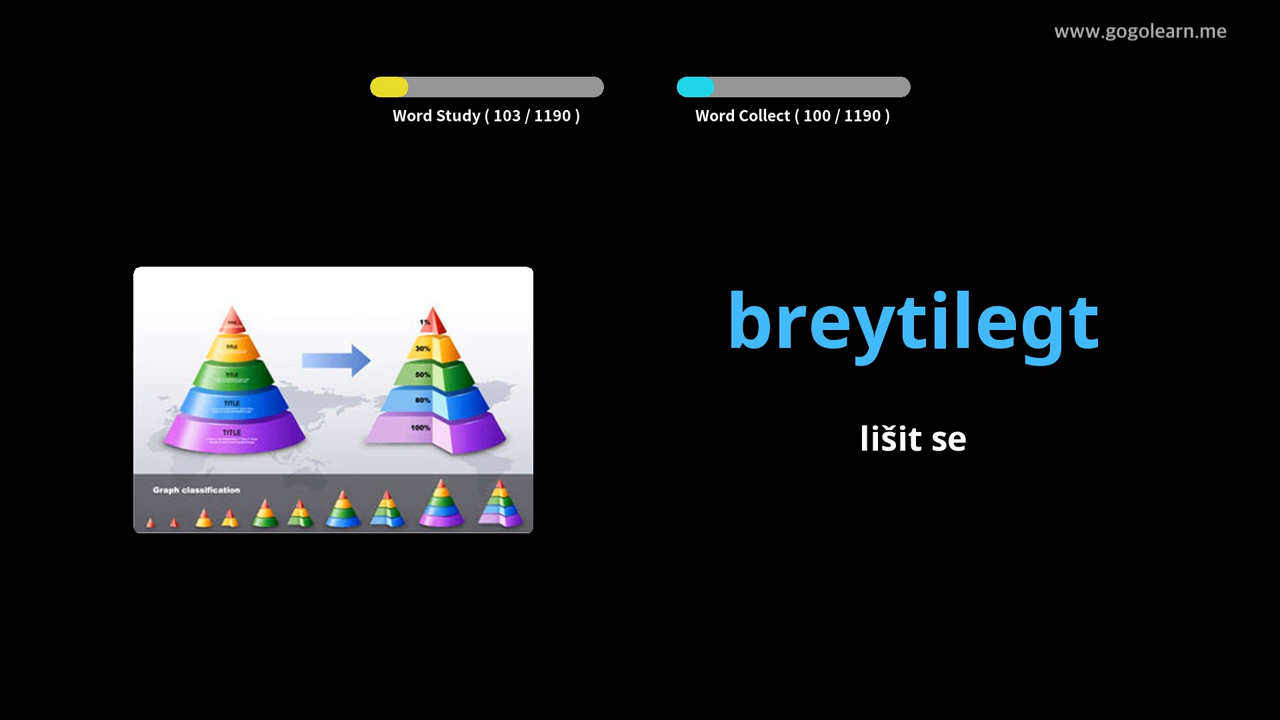 www.gogolearn.me
Word Study ( 103 / 1190 )
Word Collect ( 100 / 1190 )
breytilegt
lišit se
TITLE
TITLE
TITLE
TITLE
1%
30%
50%
80%
100%
Graph classification